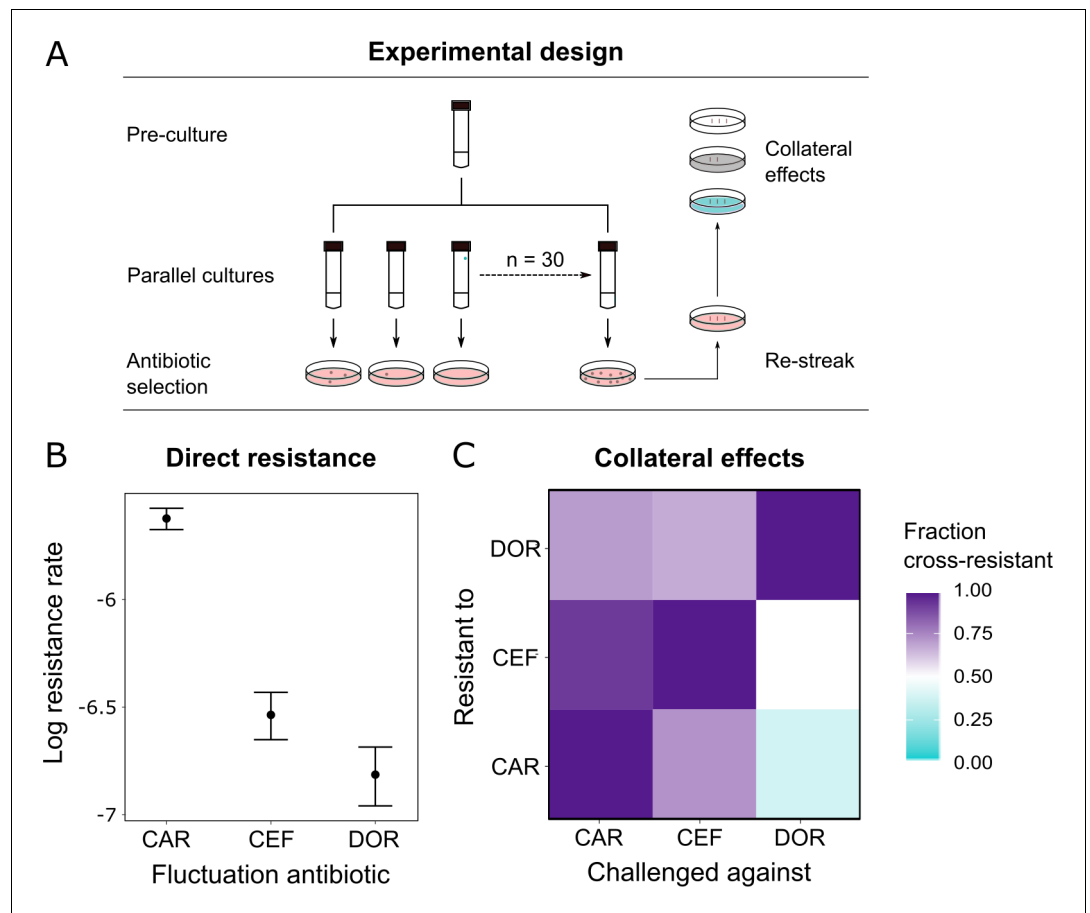 A
Experimental design
Pre-culture
Collateral
effects
Parallel cultures
n = 30
Antibiotic
selection
Re-streak
B
Direct resistance
Log resistance rate
-6
-6.5
-7
CAR
CEF
DOR
Fluctuation antibiotic
C
Collateral effects
Resistant to
DOR
CEF
CAR
CAR
CEF
DOR
Challenged against
Fraction
cross-resistant
1.00
0.75
0.50
0.25
0.00